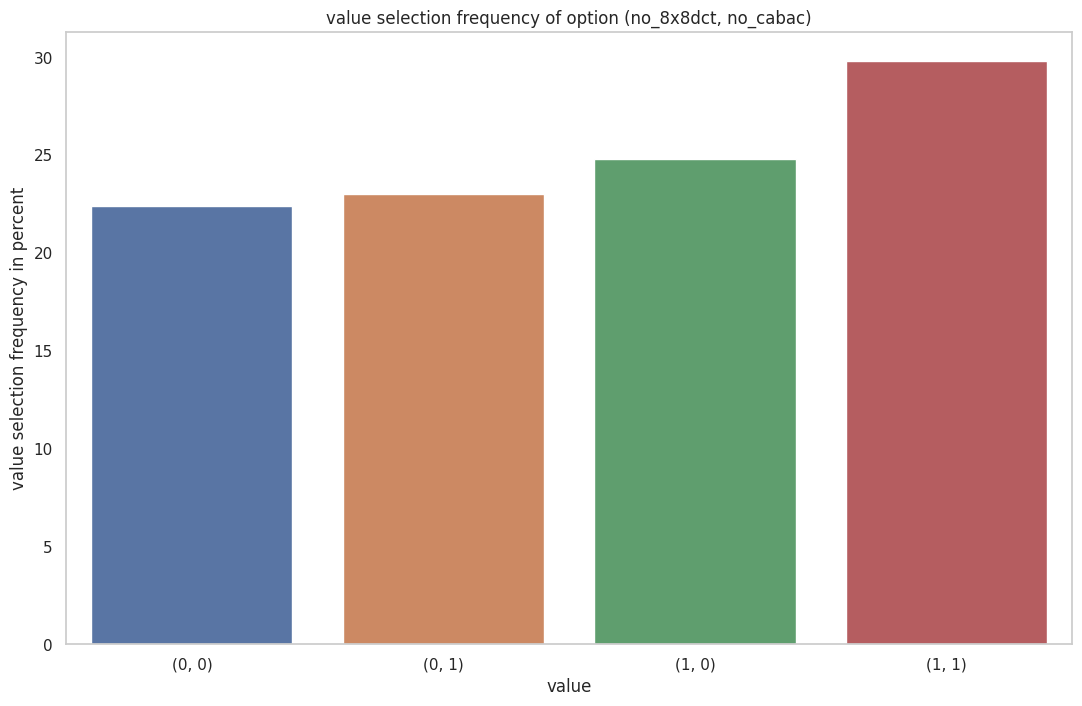 value selection frequency of option (no_8x8dct, no_cabac)
value selection frequency in percent
30
25
20
15
10
5
0
(0, 0) (0, 1) (1, 0) (1, 1)
value